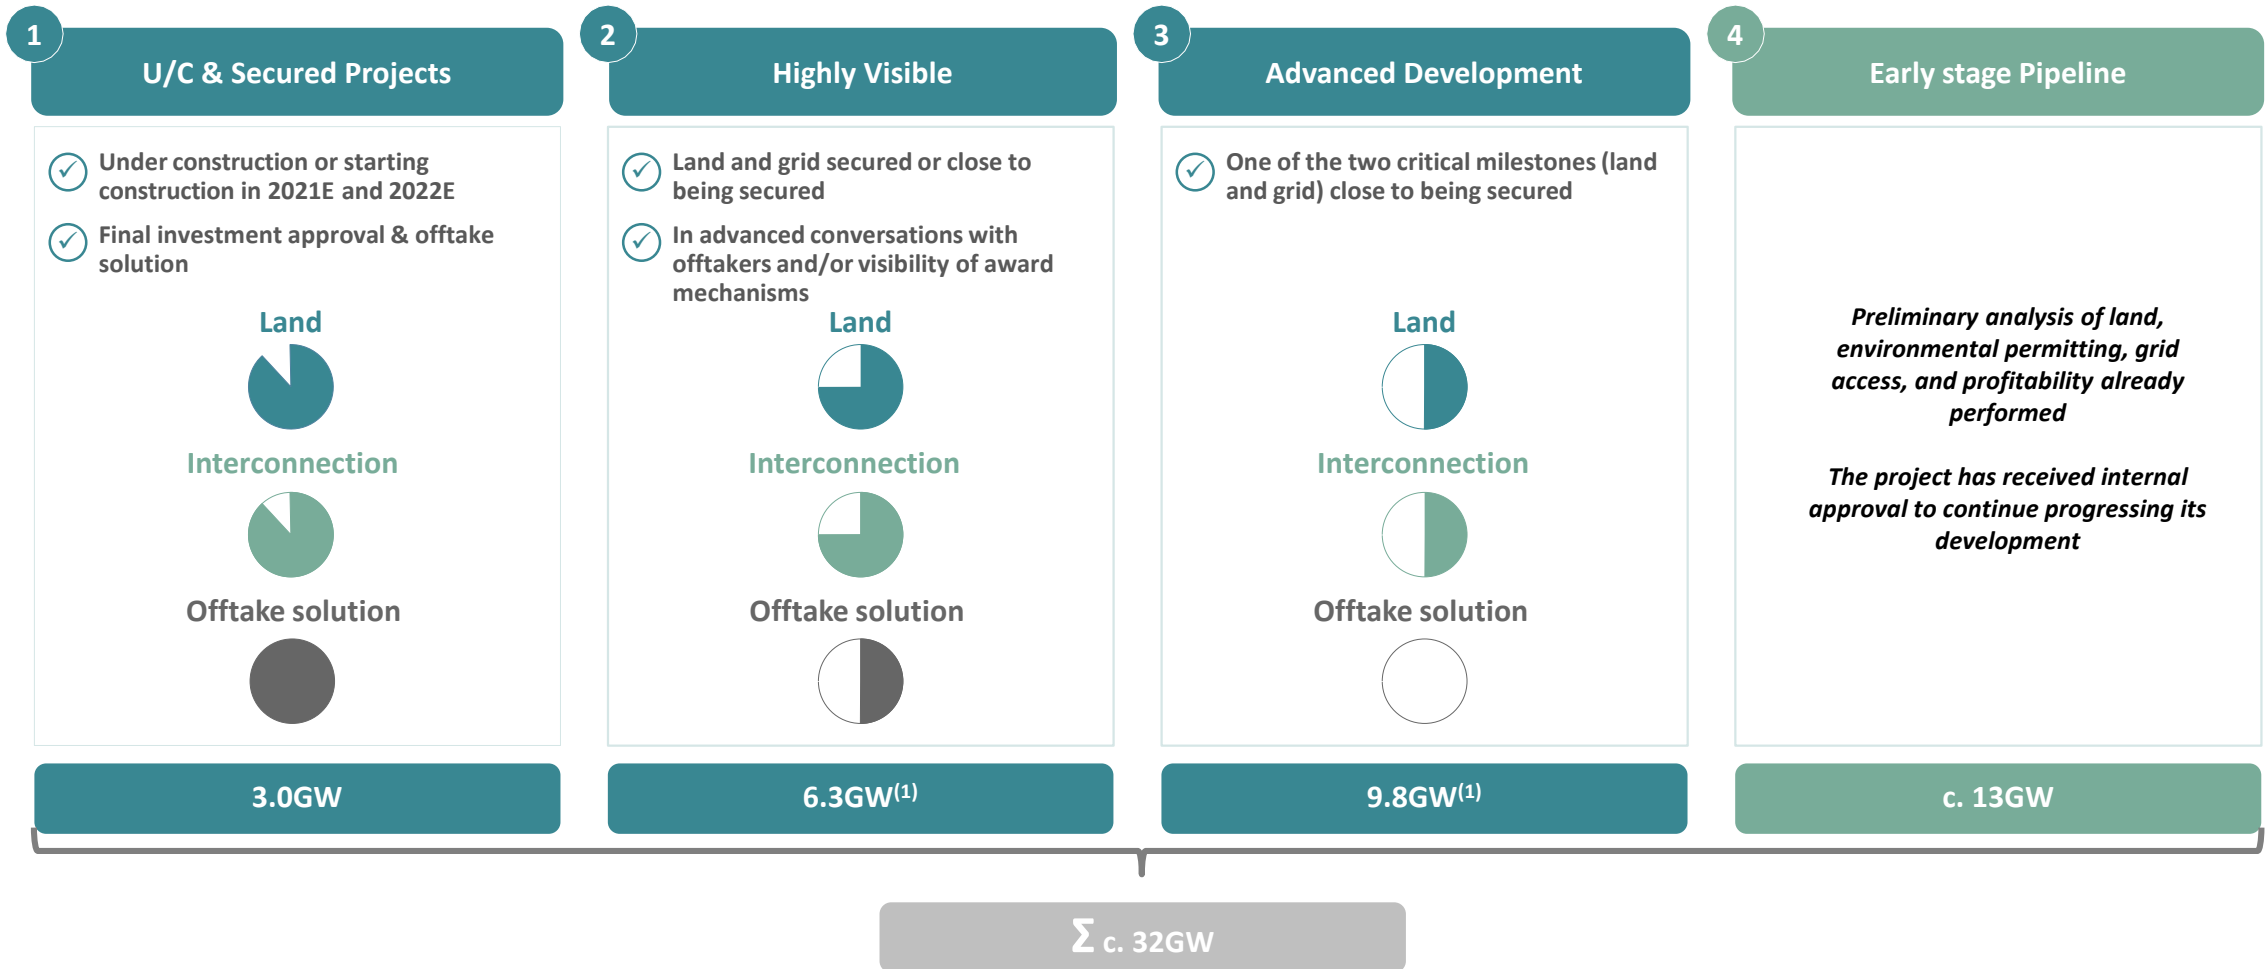 1
U/C & Secured Projects
Under construction or starting
construction in 2021E and 2022E
Final investment approval & offtake
solution
Land
Interconnection
Offtake solution
3.0GW
2
Highly Visible
Land and grid secured or close to
being secured
In advanced conversations with
offtakers and/or visibility of award
mechanisms
Land
Interconnection
Offtake solution
6.3GW(1)
3
Advanced Development
One of the two critical milestones (land
and grid) close to being secured
Land
Interconnection
Offtake solution
9.8GW(1)
4
Early stage Pipeline
Preliminary analysis of land,
environmental permitting, grid
access, and profitability already
performed
The project has received internal
approval to continue progressing its
development
c. 13GW
Σ c. 32GW